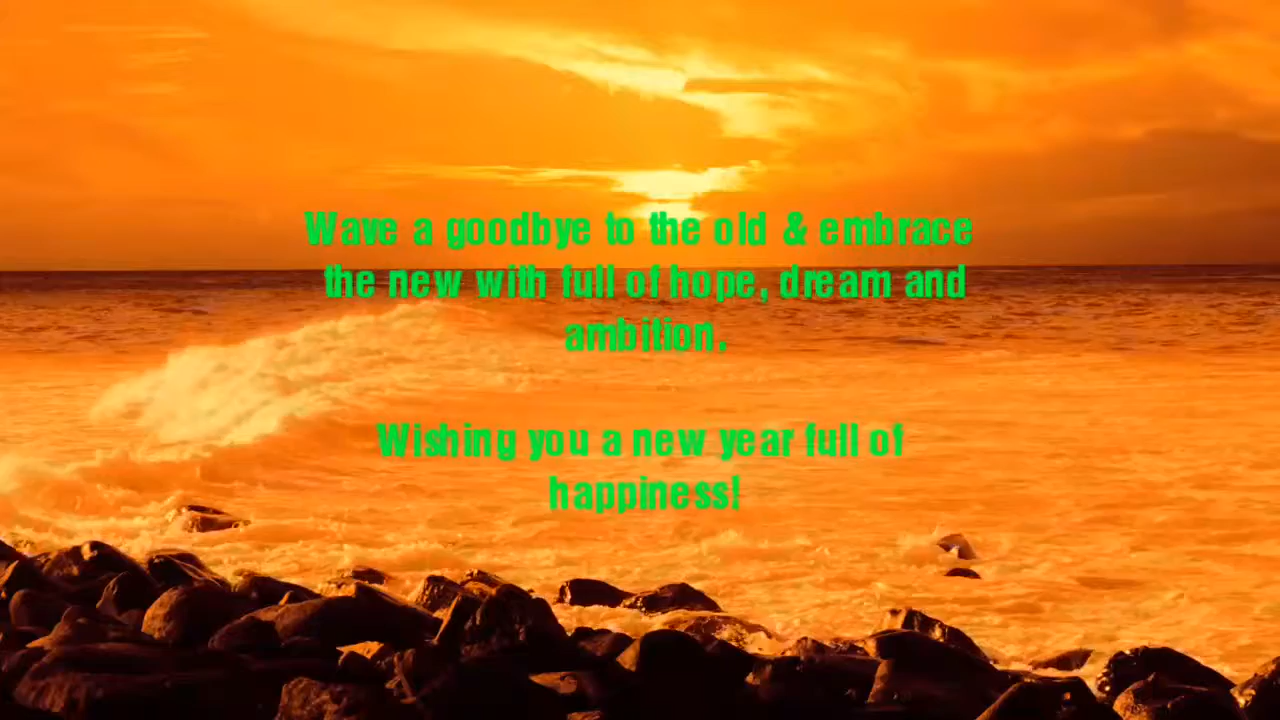 Wave a goodbye to the old & embrace
the new with full of hope, dream and
ambition.
Wishing you a new year full of
happiness!